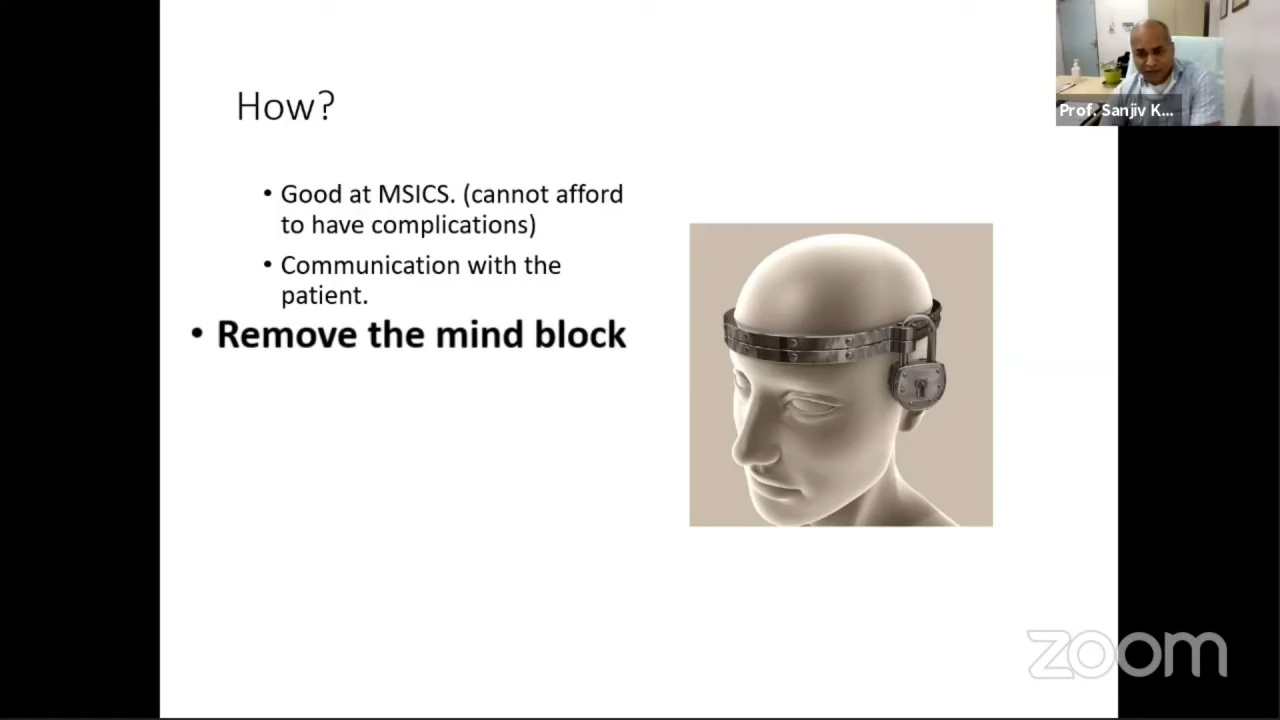 How?
• Good at MSICS. (cannot afford
to have complications)
• Communication with the
patient.
• Remove the mind block
Prof. Sanjiv K...
zoom